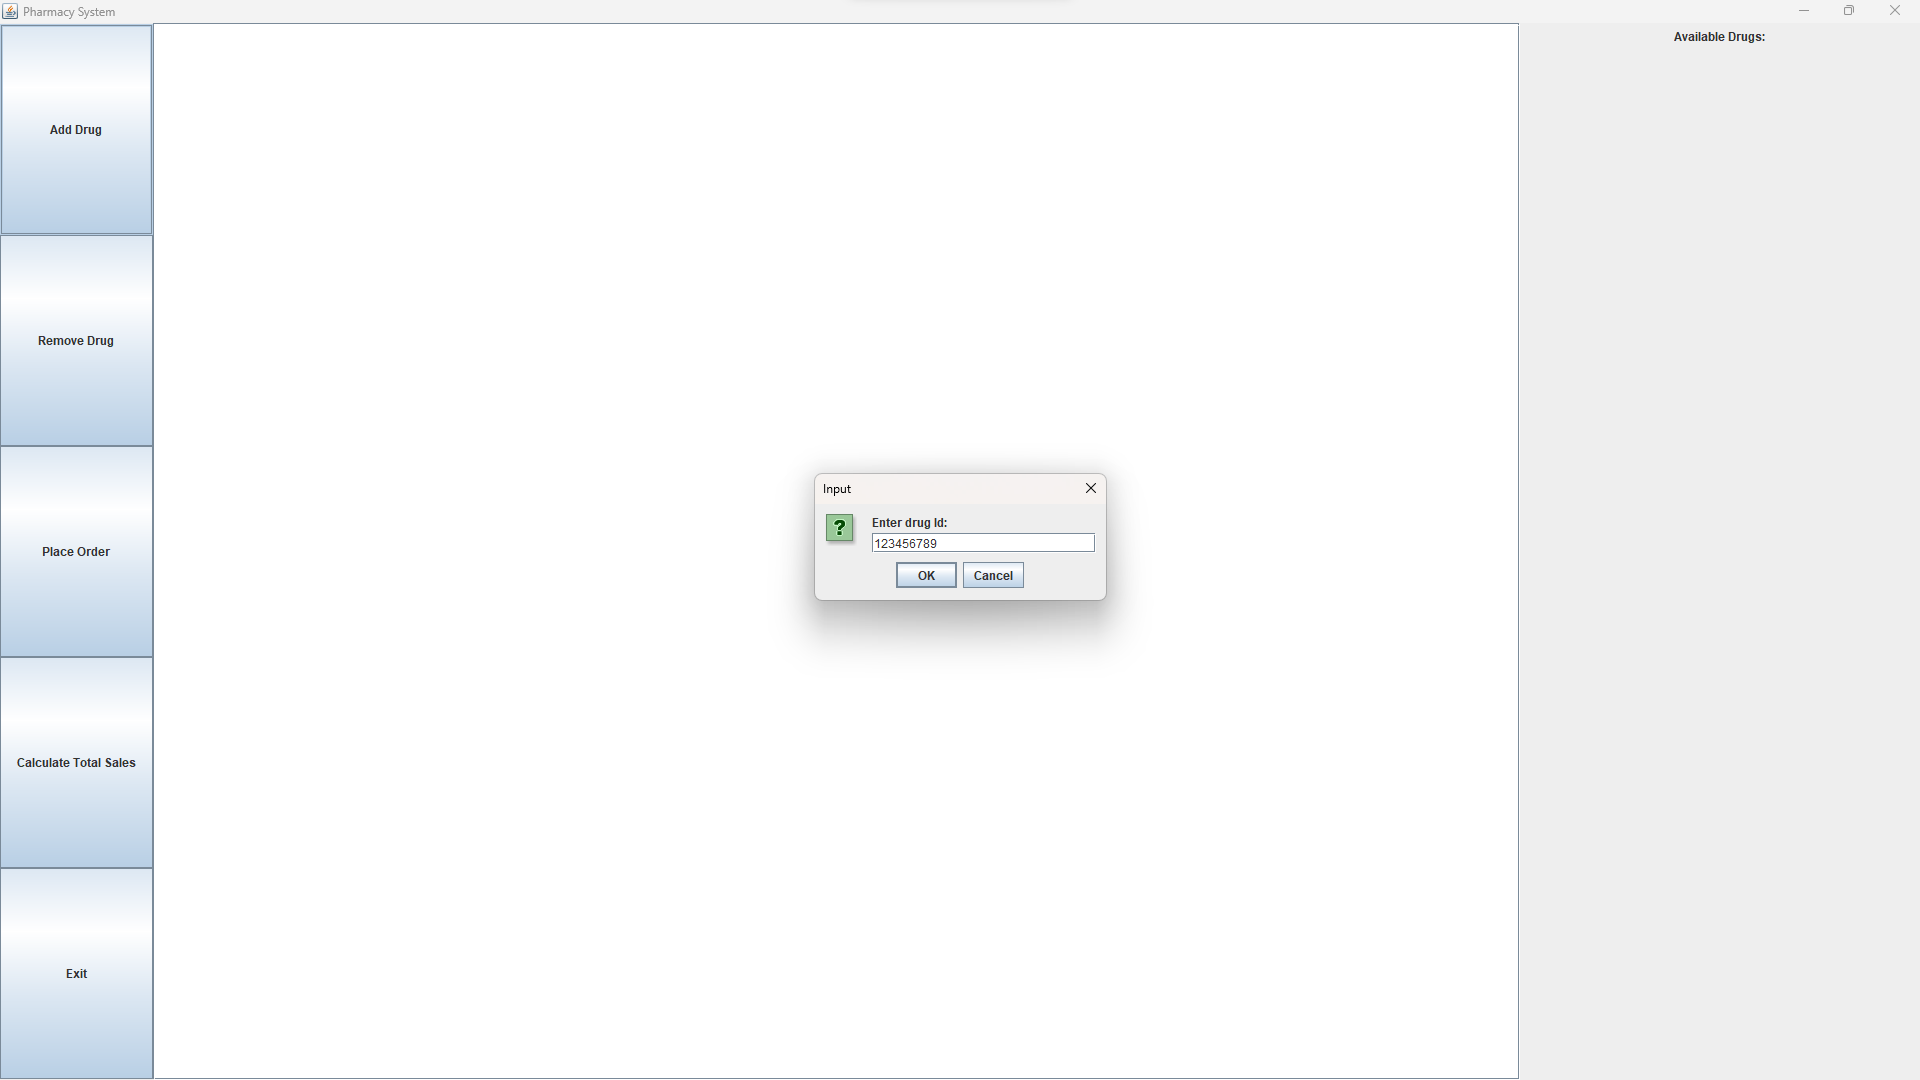 Pharmacy System
Add Drug
Remove Drug
Place Order
Calculate Total Sales
Exit
Input
?
Enter drug Id:
123456789
OK
Cancel
Available Drugs: